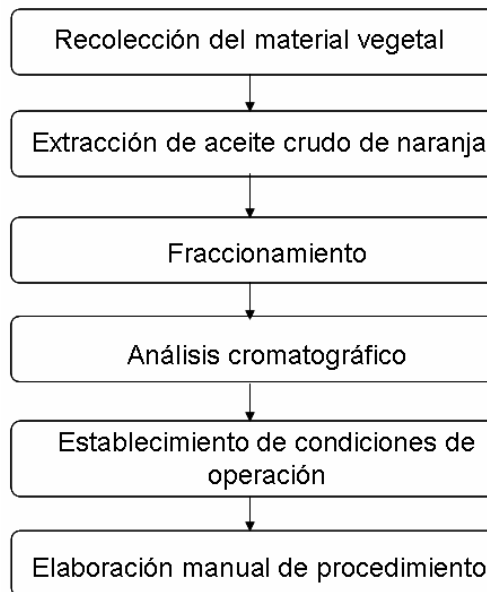 Recolección del material vegetal
Extracción de aceite crudo de naranja
Fraccionamiento
Análisis cromatográfico
Establecimiento de condiciones de
operación
Elaboración manual de procedimiento